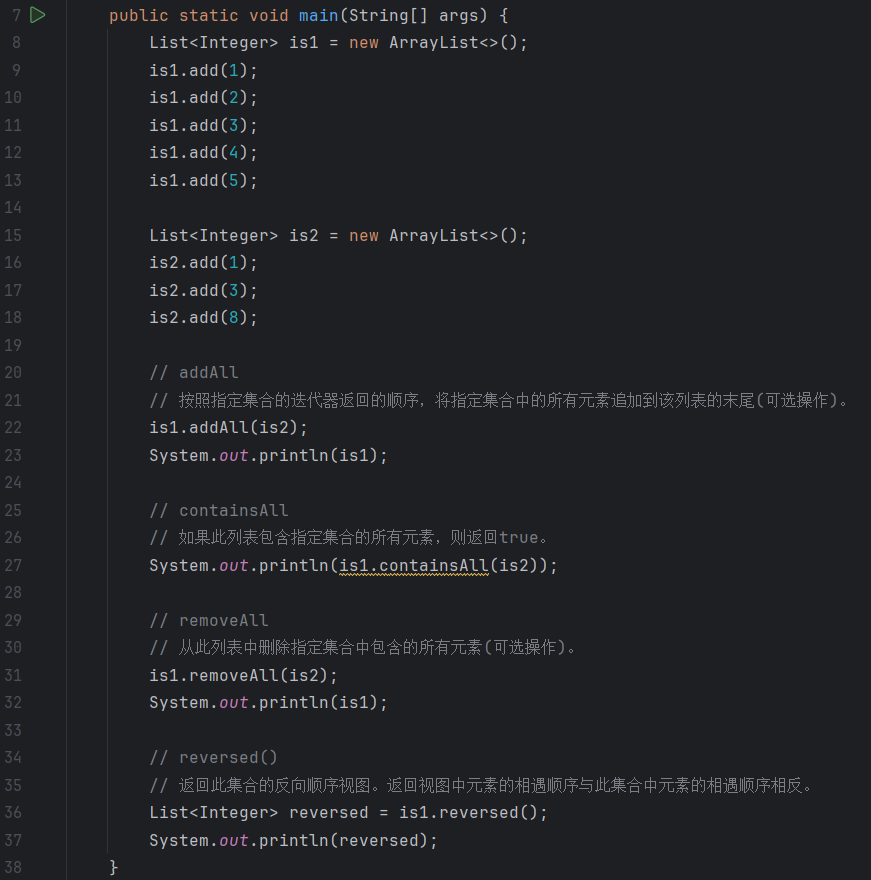 7 public static void main(String[] args) {
8 List<Integer> is1 = new ArrayList<>();
9 is1.add(1);
10 is1.add(2);
11 is1.add(3);
12 is1.add(4);
13 is1.add(5);
14
15 List<Integer> is2 = new ArrayList<>();
16 is2.add(1);
17 is2.add(3);
18 is2.add(8);
19
20 // addAll
21 // 按照指定集合的迭代器返回的顺序，将指定集合中的所有元素追加到该列表的末尾(可选操作)。
22 is1.addAll(is2);
23 System.out.println(is1);
24
25 // containsAll
26 // 如果此列表包含指定集合的所有元素，则返回true。
27 System.out.println(is1.containsAll(is2));
28
29 // removeAll
30 // 从此列表中删除指定集合中包含的所有元素(可选操作)。
31 is1.removeAll(is2);
32 System.out.println(is1);
33
34 // reversed()
35 // 返回此集合的反向顺序视图。返回视图中元素的相遇顺序与此集合中元素的相遇顺序相反。
36 List<Integer> reversed = is1.reversed();
37 System.out.println(reversed);
38 }